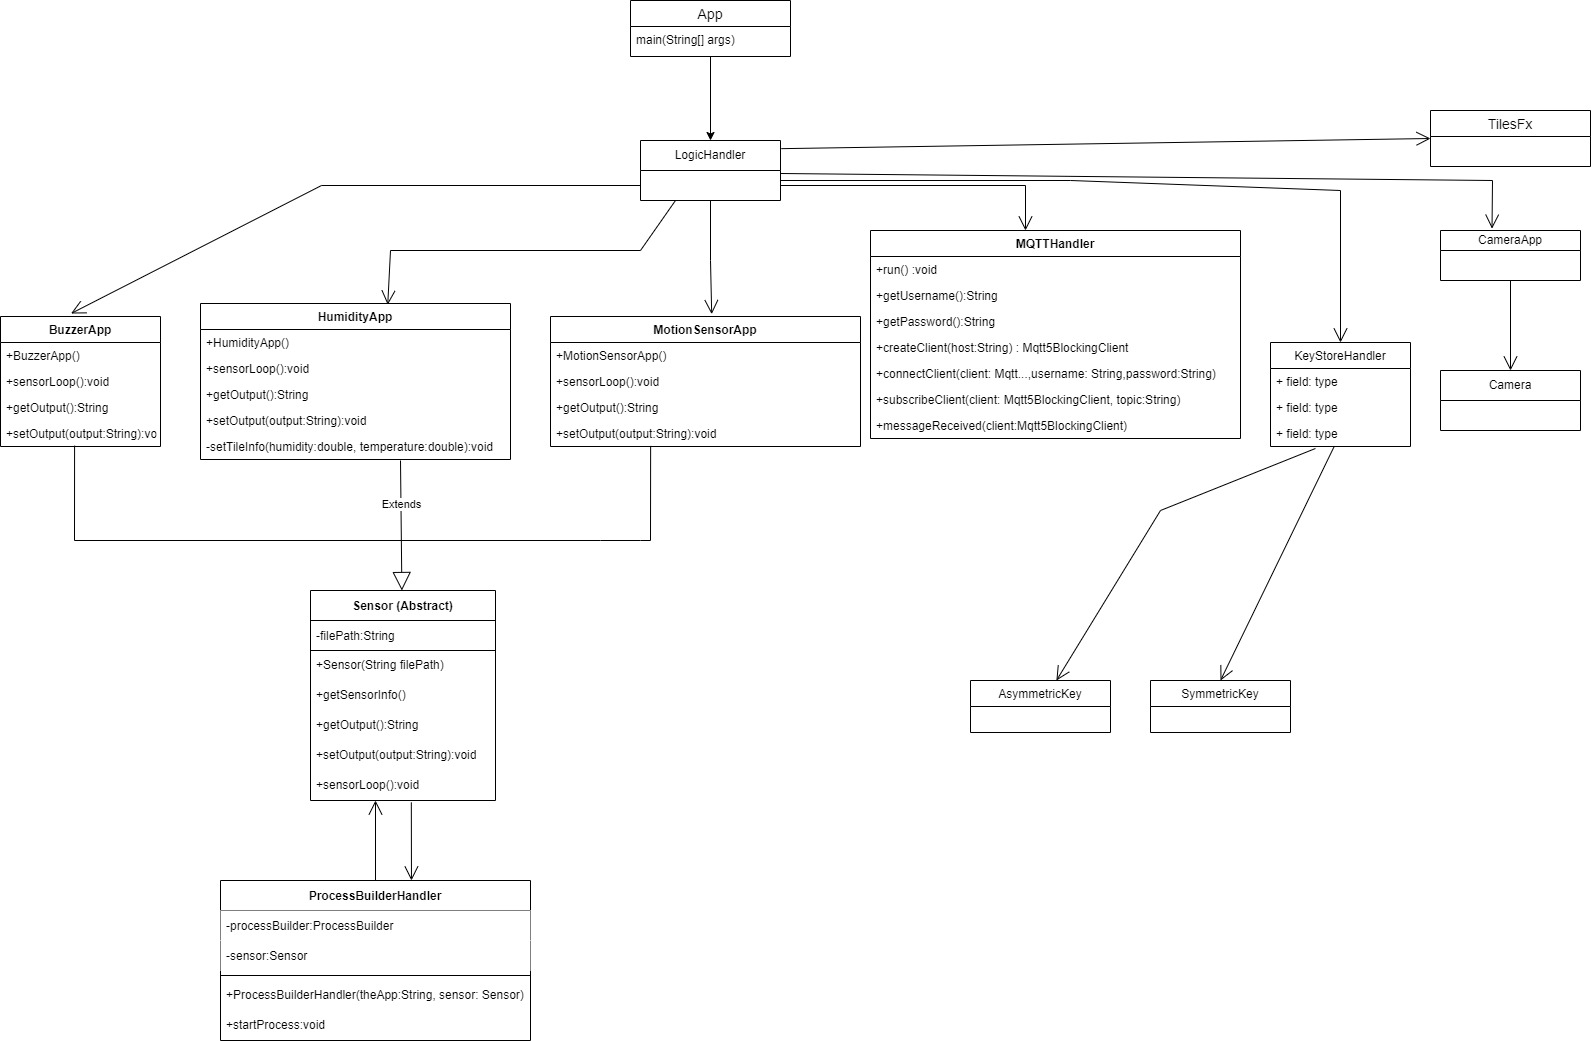 App
main(String[] args)
LogicHandler
TilesFx
BuzzerApp
+BuzzerApp()
+sensorLoop():void
+getOutput():String
+setOutput(output:String):vo
HumidityApp
+HumidityApp()
+sensorLoop():void
+getOutput():String
+setOutput(output:String):void
-setTileInfo(humidity:double, temperature:double):void
MotionSensorApp
+MotionSensorApp()
+sensorLoop():void
+getOutput():String
+setOutput(output:String):void
MQTTHandler
+run() :void
+getUsername():String
+getPassword():String
+createClient(host:String) : Mqtt5BlockingClient
+connectClient(client: Mqtt...,username: String,password:String)
+subscribeClient(client: Mqtt5BlockingClient, topic:String)
+messageReceived(client:Mqtt5BlockingClient)
KeyStoreHandler
+ field: type
+ field: type
+ field: type
CameraApp
Camera
Extends
Sensor (Abstract)
-filePath:String
+Sensor(String filePath)
+getSensorInfo()
+getOutput():String
+setOutput(output:String):void
+sensorLoop():void
AsymmetricKey
SymmetricKey
ProcessBuilderHandler
-processBuilder:ProcessBuilder
-sensor:Sensor
+ProcessBuilderHandler(theApp:String, sensor: Sensor)
+startProcess:void